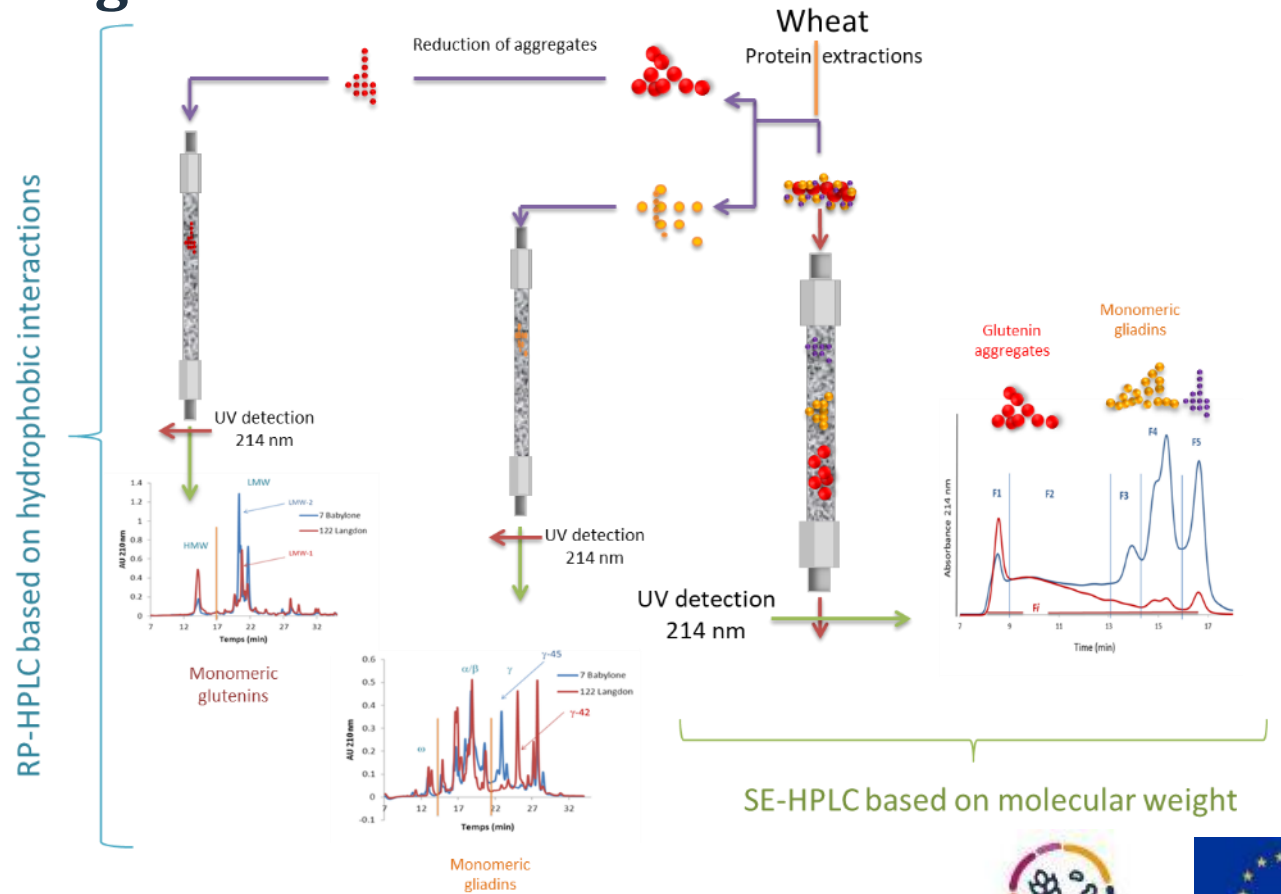 g
Wheat
Protein extractions
Reduction of aggregates
RP-HPLC based on hydrophobic interactions
UV detection
214 nm
UV detection
214 nm
UV detection
214 nm
Glutenin
aggregates
Monomeric
gliadins
F1
F2
F3
F4
F5
Fi
Absorbance 214 nm
7
9
11
13
15
17
Time (min)
LMW
LMW-2
7 Babylone
122 Langdon
LMW-1
HMW
AU 210 nm
1.4
1.2
1
0.8
0.6
0.4
0.2
0
7
12
17
22
27
32
Temps (min)
Monomeric
glutenins
α/β
γ
γ-45
7 Babylone
122 Langdon
γ-42
ω
AU 210 nm
0.6
0.5
0.4
0.3
0.2
0.1
0
-0.1
7
12
17
22
27
32
Temps (min)
Monomeric
gliadins
SE-HPLC based on molecular weight